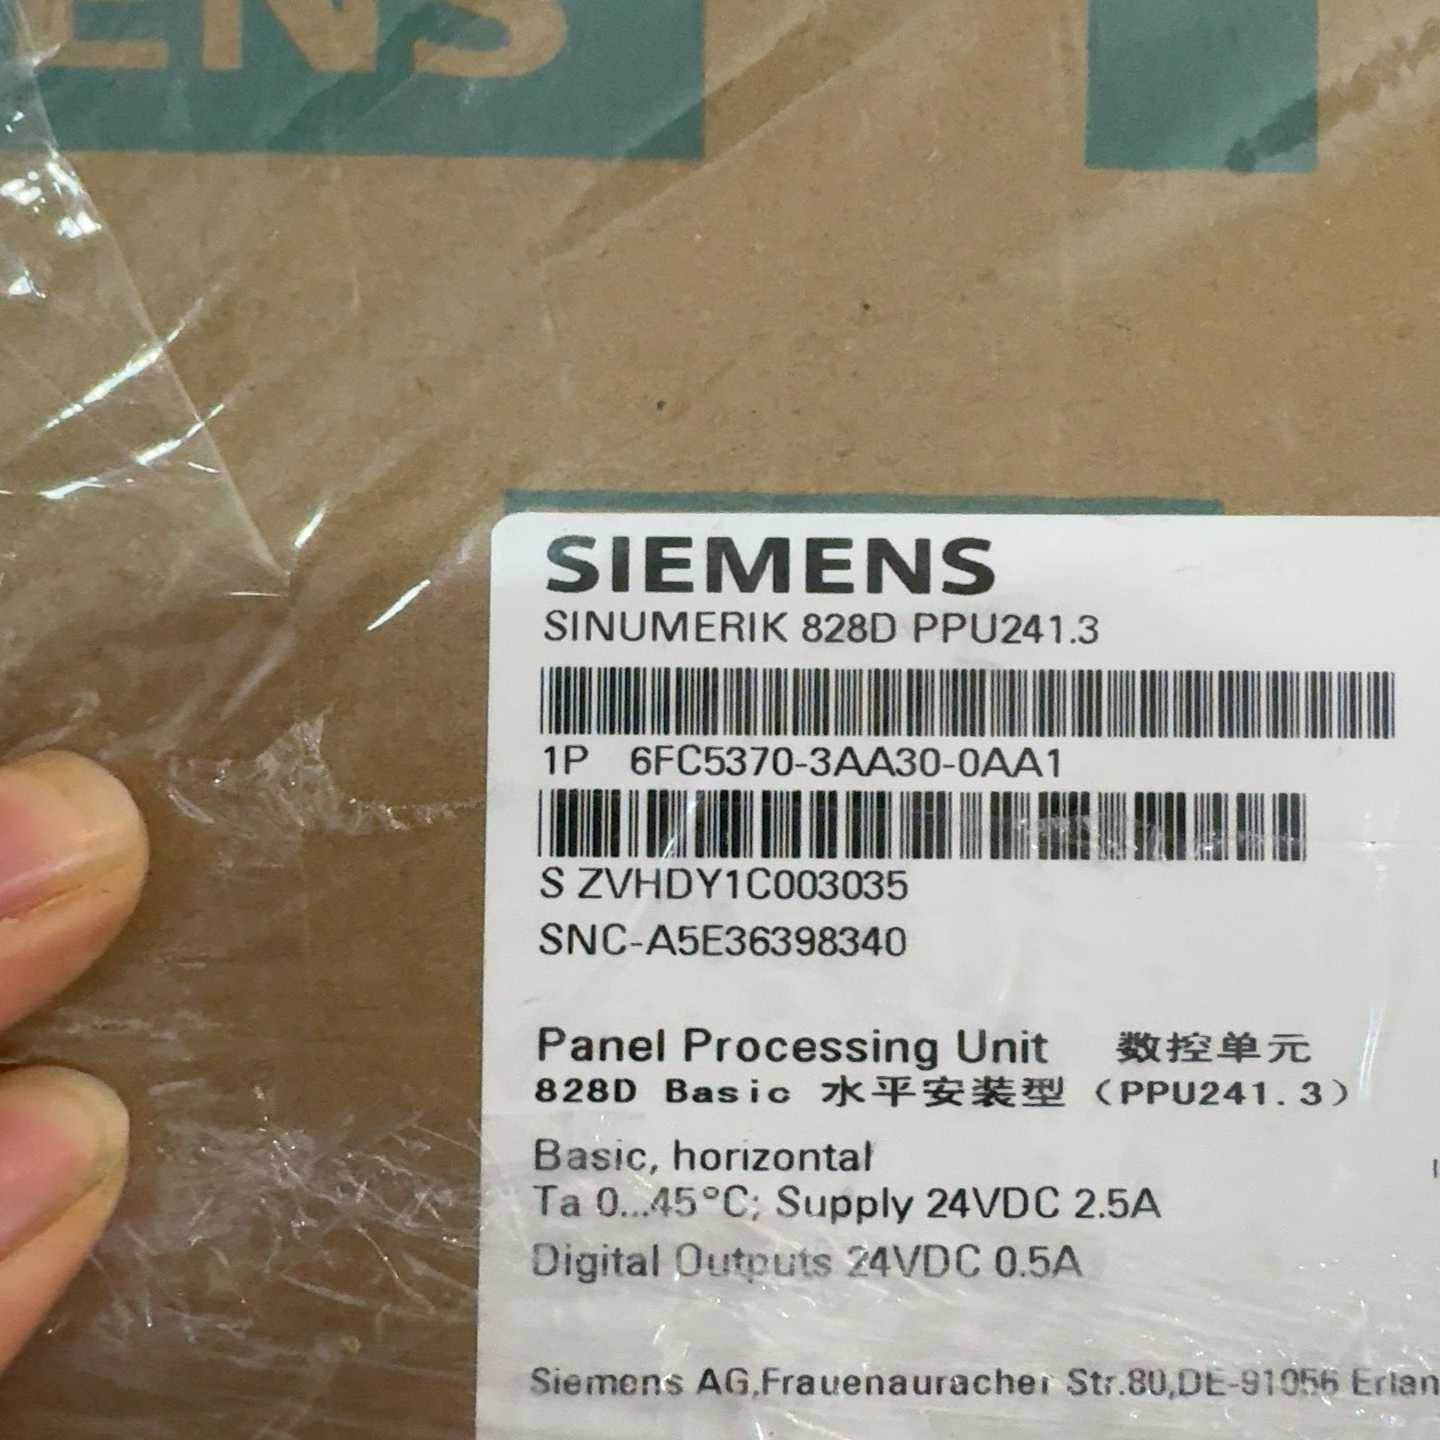 ENS
SIEMENS
SINUMERIK 828D PPU241.3
1P 6FC5370-3AA30-0AA1
S ZVHDY1C003035
SNC-A5E36398340
Panel Processing Unit 数控单元
828D Basic 水平安装型（PPU241.3）
Basic, horizontal
Ta 0...45°C; Supply 24VDC 2.5A
Digital Outputs 24VDC 0.5A
Siemens AG,Frauenauracher Str.80,DE-91056 Erlan